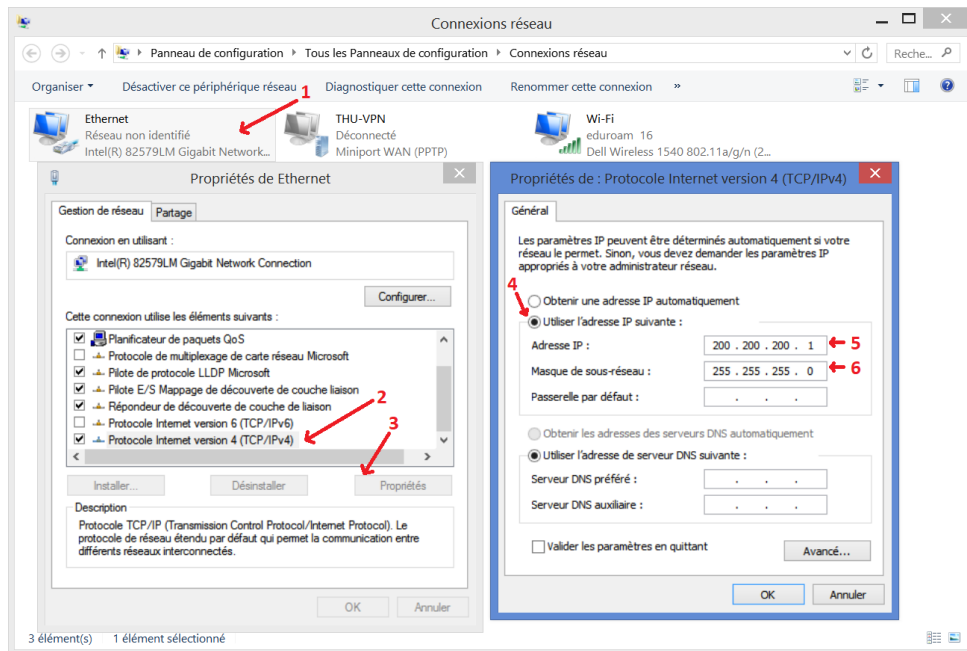 Connexions réseau
Panneau de configuration
Tous les Panneaux de configuration
Connexions réseau
Reche...
Organiser
Désactiver ce périphérique réseau
Diagnostiquer cette connexion
Renommer cette connexion
»
1
Ethernet
Réseau non identifié
Intel(R) 82579LM Gigabit Network...
THU-VPN
Déconnecté
Miniport WAN (PPTP)
Wi-Fi
eduroam 16
Dell Wireless 1540 802.11a/g/n (2...
Propriétés de Ethernet
Gestion de réseau
Partage
Connexion en utilisant :
Intel(R) 82579LM Gigabit Network Connection
Configurer...
Cette connexion utilise les éléments suivants :
Planificateur de paquets QoS
Protocole de multiplexage de carte réseau Microsoft
Pilote de protocole LLDP Microsoft
Pilote E/S Mappage de découverte de couche liaison
Répondeur de découverte de couche de liaison
Protocole Internet version 6 (TCP/IPv6)
Protocole Internet version 4 (TCP/IPv4)
2
3
Installer...
Désinstaller
Propriétés
Description
Protocole TCP/IP (Transmission Control Protocol/Internet Protocol). Le
protocole de réseau étendu par défaut qui permet la communication entre
différents réseaux interconnectés.
OK
Annuler
Propriétés de : Protocole Internet version 4 (TCP/IPv4)
Général
Les paramètres IP peuvent être déterminés automatiquement si votre
réseau le permet. Sinon, vous devez demander les paramètres IP
appropriés à votre administrateur réseau.
4
Obtenir une adresse IP automatiquement
Utiliser l'adresse IP suivante :
Adresse IP :
200 . 200 . 200 . 1
5
Masque de sous-réseau :
255 . 255 . 255 . 0
6
Passerelle par défaut :
. . .
Obtenir les adresses des serveurs DNS automatiquement
Utiliser l'adresse de serveur DNS suivante :
Serveur DNS préféré :
. . .
Serveur DNS auxiliaire :
. . .
Valider les paramètres en quittant
Avancé...
OK
Annuler
3 élément(s)
1 élément sélectionné